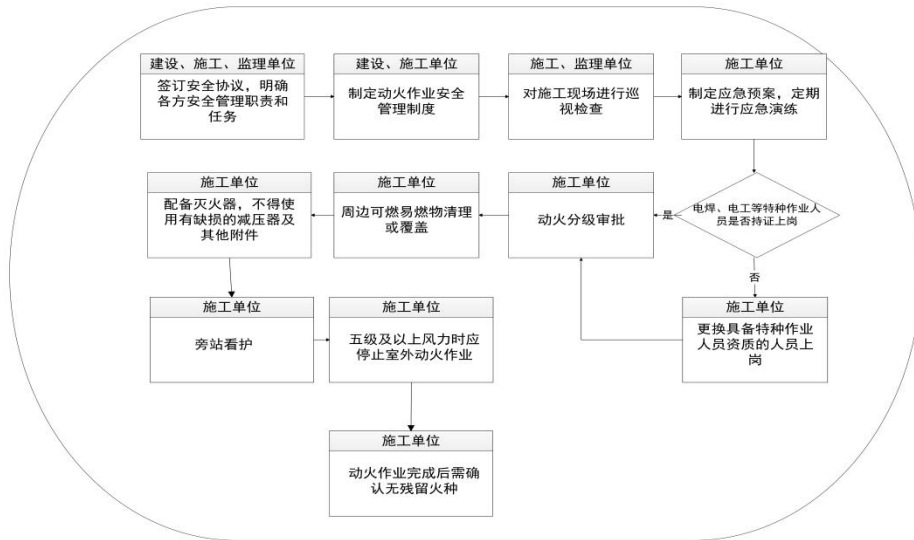 建设、施工、监理单位
签订安全协议，明确
各方安全管理职责和
任务
建设、施工单位
制定动火作业安全
管理制度
施工、监理单位
对施工现场进行巡
视检查
施工单位
制定应急预案，定期
进行应急演练
电焊、电工等特种作业人
员是否持证上岗
是
否
施工单位
更换具备特种作业
人员资质的人员上
岗
施工单位
动火分级审批
施工单位
周边可燃易燃物清理
或覆盖
施工单位
配备灭火器，不得使
用有缺损的减压器及
其他附件
施工单位
旁站看护
施工单位
五级及以上风力时应
停止室外动火作业
施工单位
动火作业完成后需确
认无残留火种